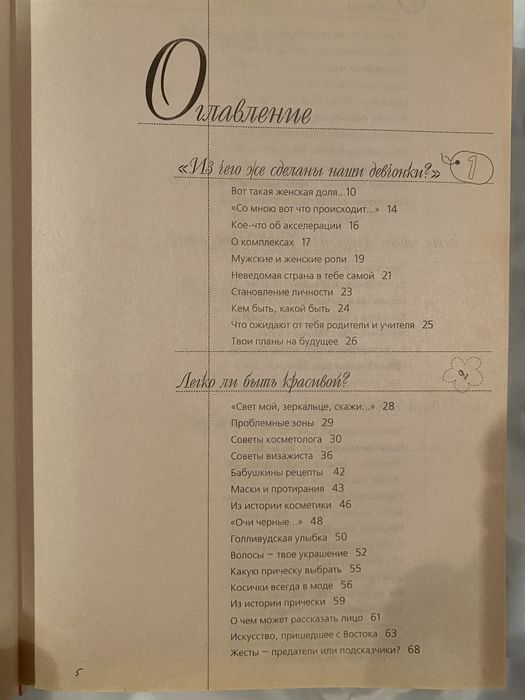 Оглавление
«Из чего же сделаны наши девчонки?» 1
Вот такая женская доля...10
«Со мною вот что происходит...» 14
Кое-что об акселерации 16
О комплексах 17
Мужские и женские роли 19
Неведомая страна в тебе самой 21
Становление личности 23
Кем быть, какой быть 24
Что ожидают от тебя родители и учителя 25
Твои планы на будущее 26
Легко ли быть красивой? 2
«Свет мой, зеркальце, скажи...» 28
Проблемные зоны 29
Советы косметолога 30
Советы визажиста 36
Бабушкины рецепты 42
Маски и протирания 43
Из истории косметики 46
«Очи черные...» 48
Голливудская улыбка 50
Волосы – твое украшение 52
Какую прическу выбрать 55
Косички всегда в моде 56
Из истории прически 59
О чем может рассказать лицо 61
Искусство, пришедшее с Востока 63
Жесты – предатели или подсказчики? 68
5